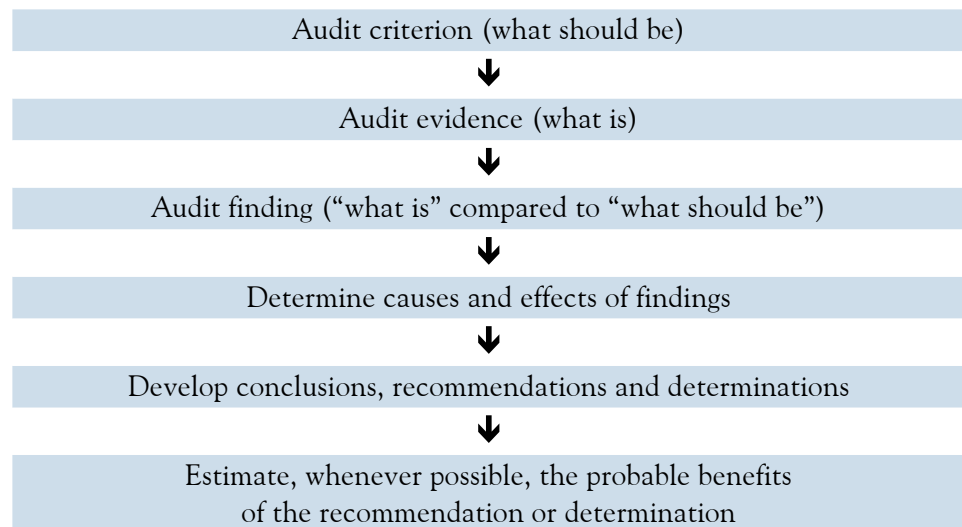 Audit criterion (what should be)
Audit evidence (what is)
Audit finding (“what is” compared to “what should be”)
Determine causes and effects of findings
Develop conclusions, recommendations and determinations
Estimate, whenever possible, the probable benefits
of the recommendation or determination